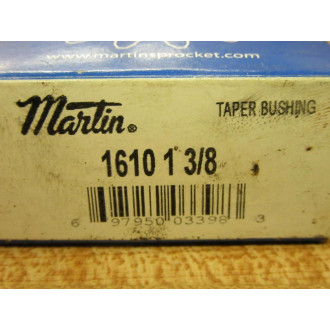 www.martinsprocket.com
Martin®
TAPER BUSHING
1610 1 3/8
6 97950 03398 3